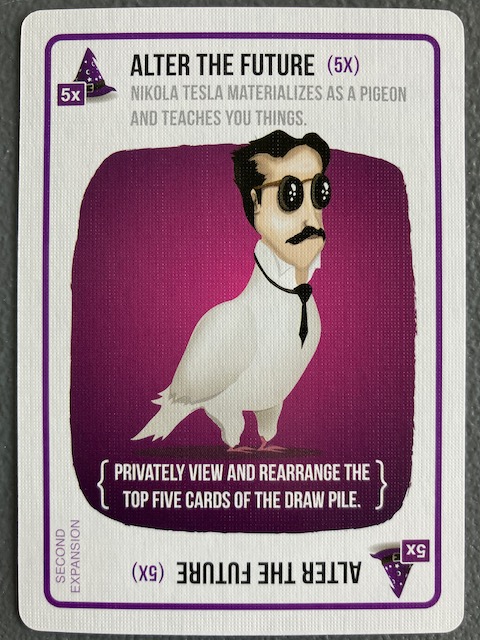 ALTER THE FUTURE (5X)
5x
NIKOLA TESLA MATERIALIZES AS A PIGEON
AND TEACHES YOU THINGS.
{ PRIVATELY VIEW AND REARRANGE THE
TOP FIVE CARDS OF THE DRAW PILE. }
SECOND
EXPANSION
ALTER THE FUTURE (5X)
5x